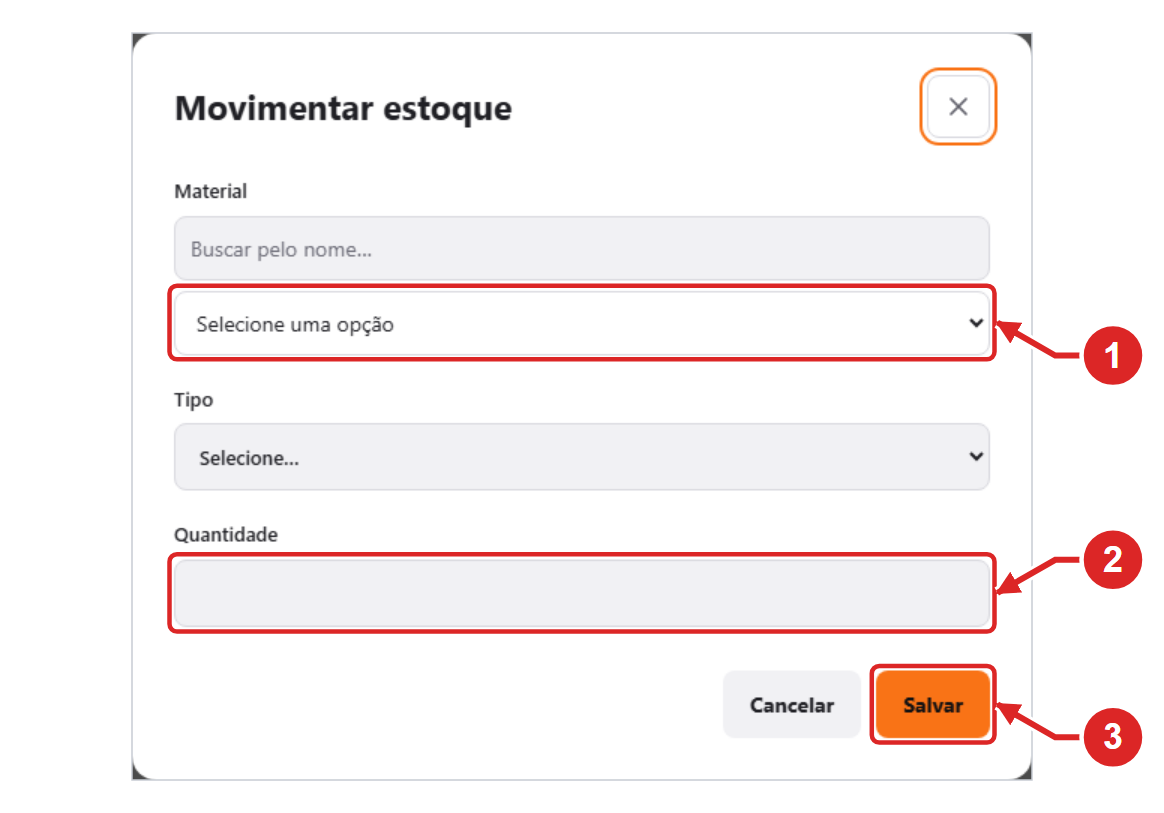 Movimentar estoque
Material
Buscar pelo nome...
Selecione uma opção
1
Tipo
Selecione...
Quantidade
2
Cancelar
Salvar
3